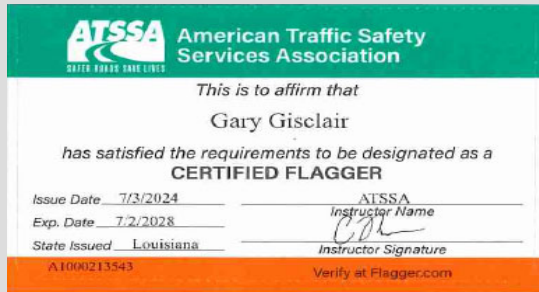 ATSSA
SAFER ROADS SAVE LIVES
American Traffic Safety
Services Association
This is to affirm that
Gary Gisclair
has satisfied the requirements to be designated as a
CERTIFIED FLAGGER
Issue Date 7/3/2024
Exp. Date 7/2/2028
State Issued Louisiana
ATSSA
Instructor Name
Instructor Signature
A1000213543
Verify at Flagger.com